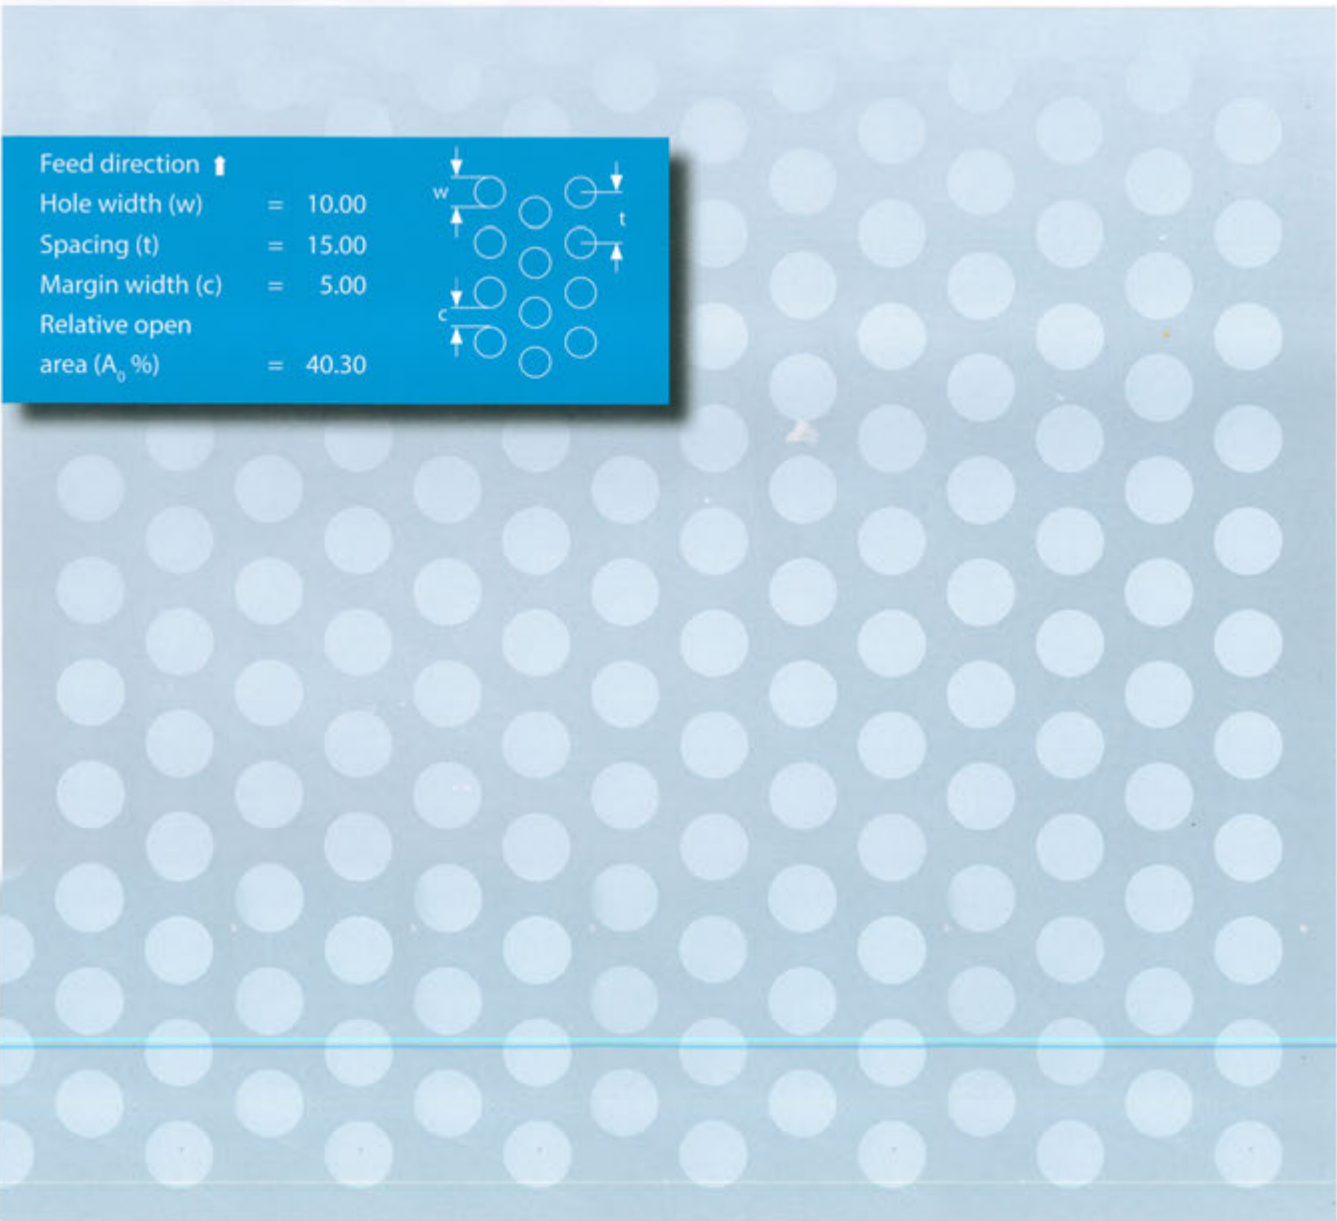 Feed direction ⬆
Hole width (w) = 10.00
Spacing (t) = 15.00
Margin width (c) = 5.00
Relative open
area (A₀ %) = 40.30
w
t
c